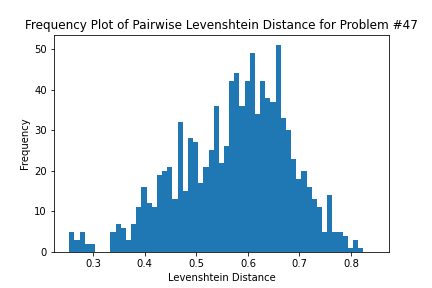 Frequency Plot of Pairwise Levenshtein Distance for Problem #47
50
40
30
20
10
0
Frequency
0.3 0.4 0.5 0.6 0.7 0.8
Levenshtein Distance